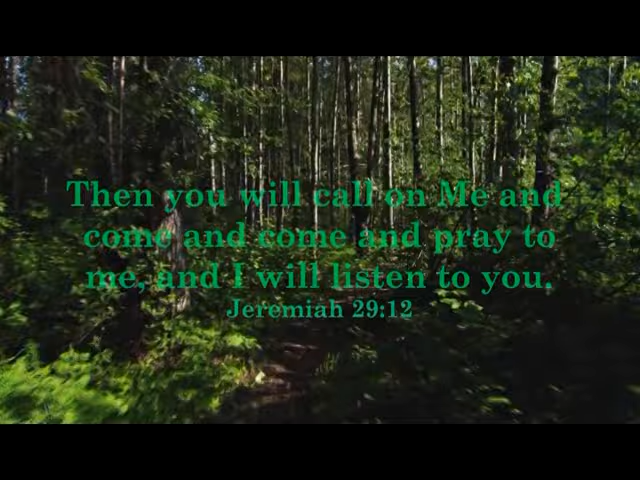 Then you will call on Me and
come and come and pray to
me, and I will listen to you.
Jeremiah 29:12